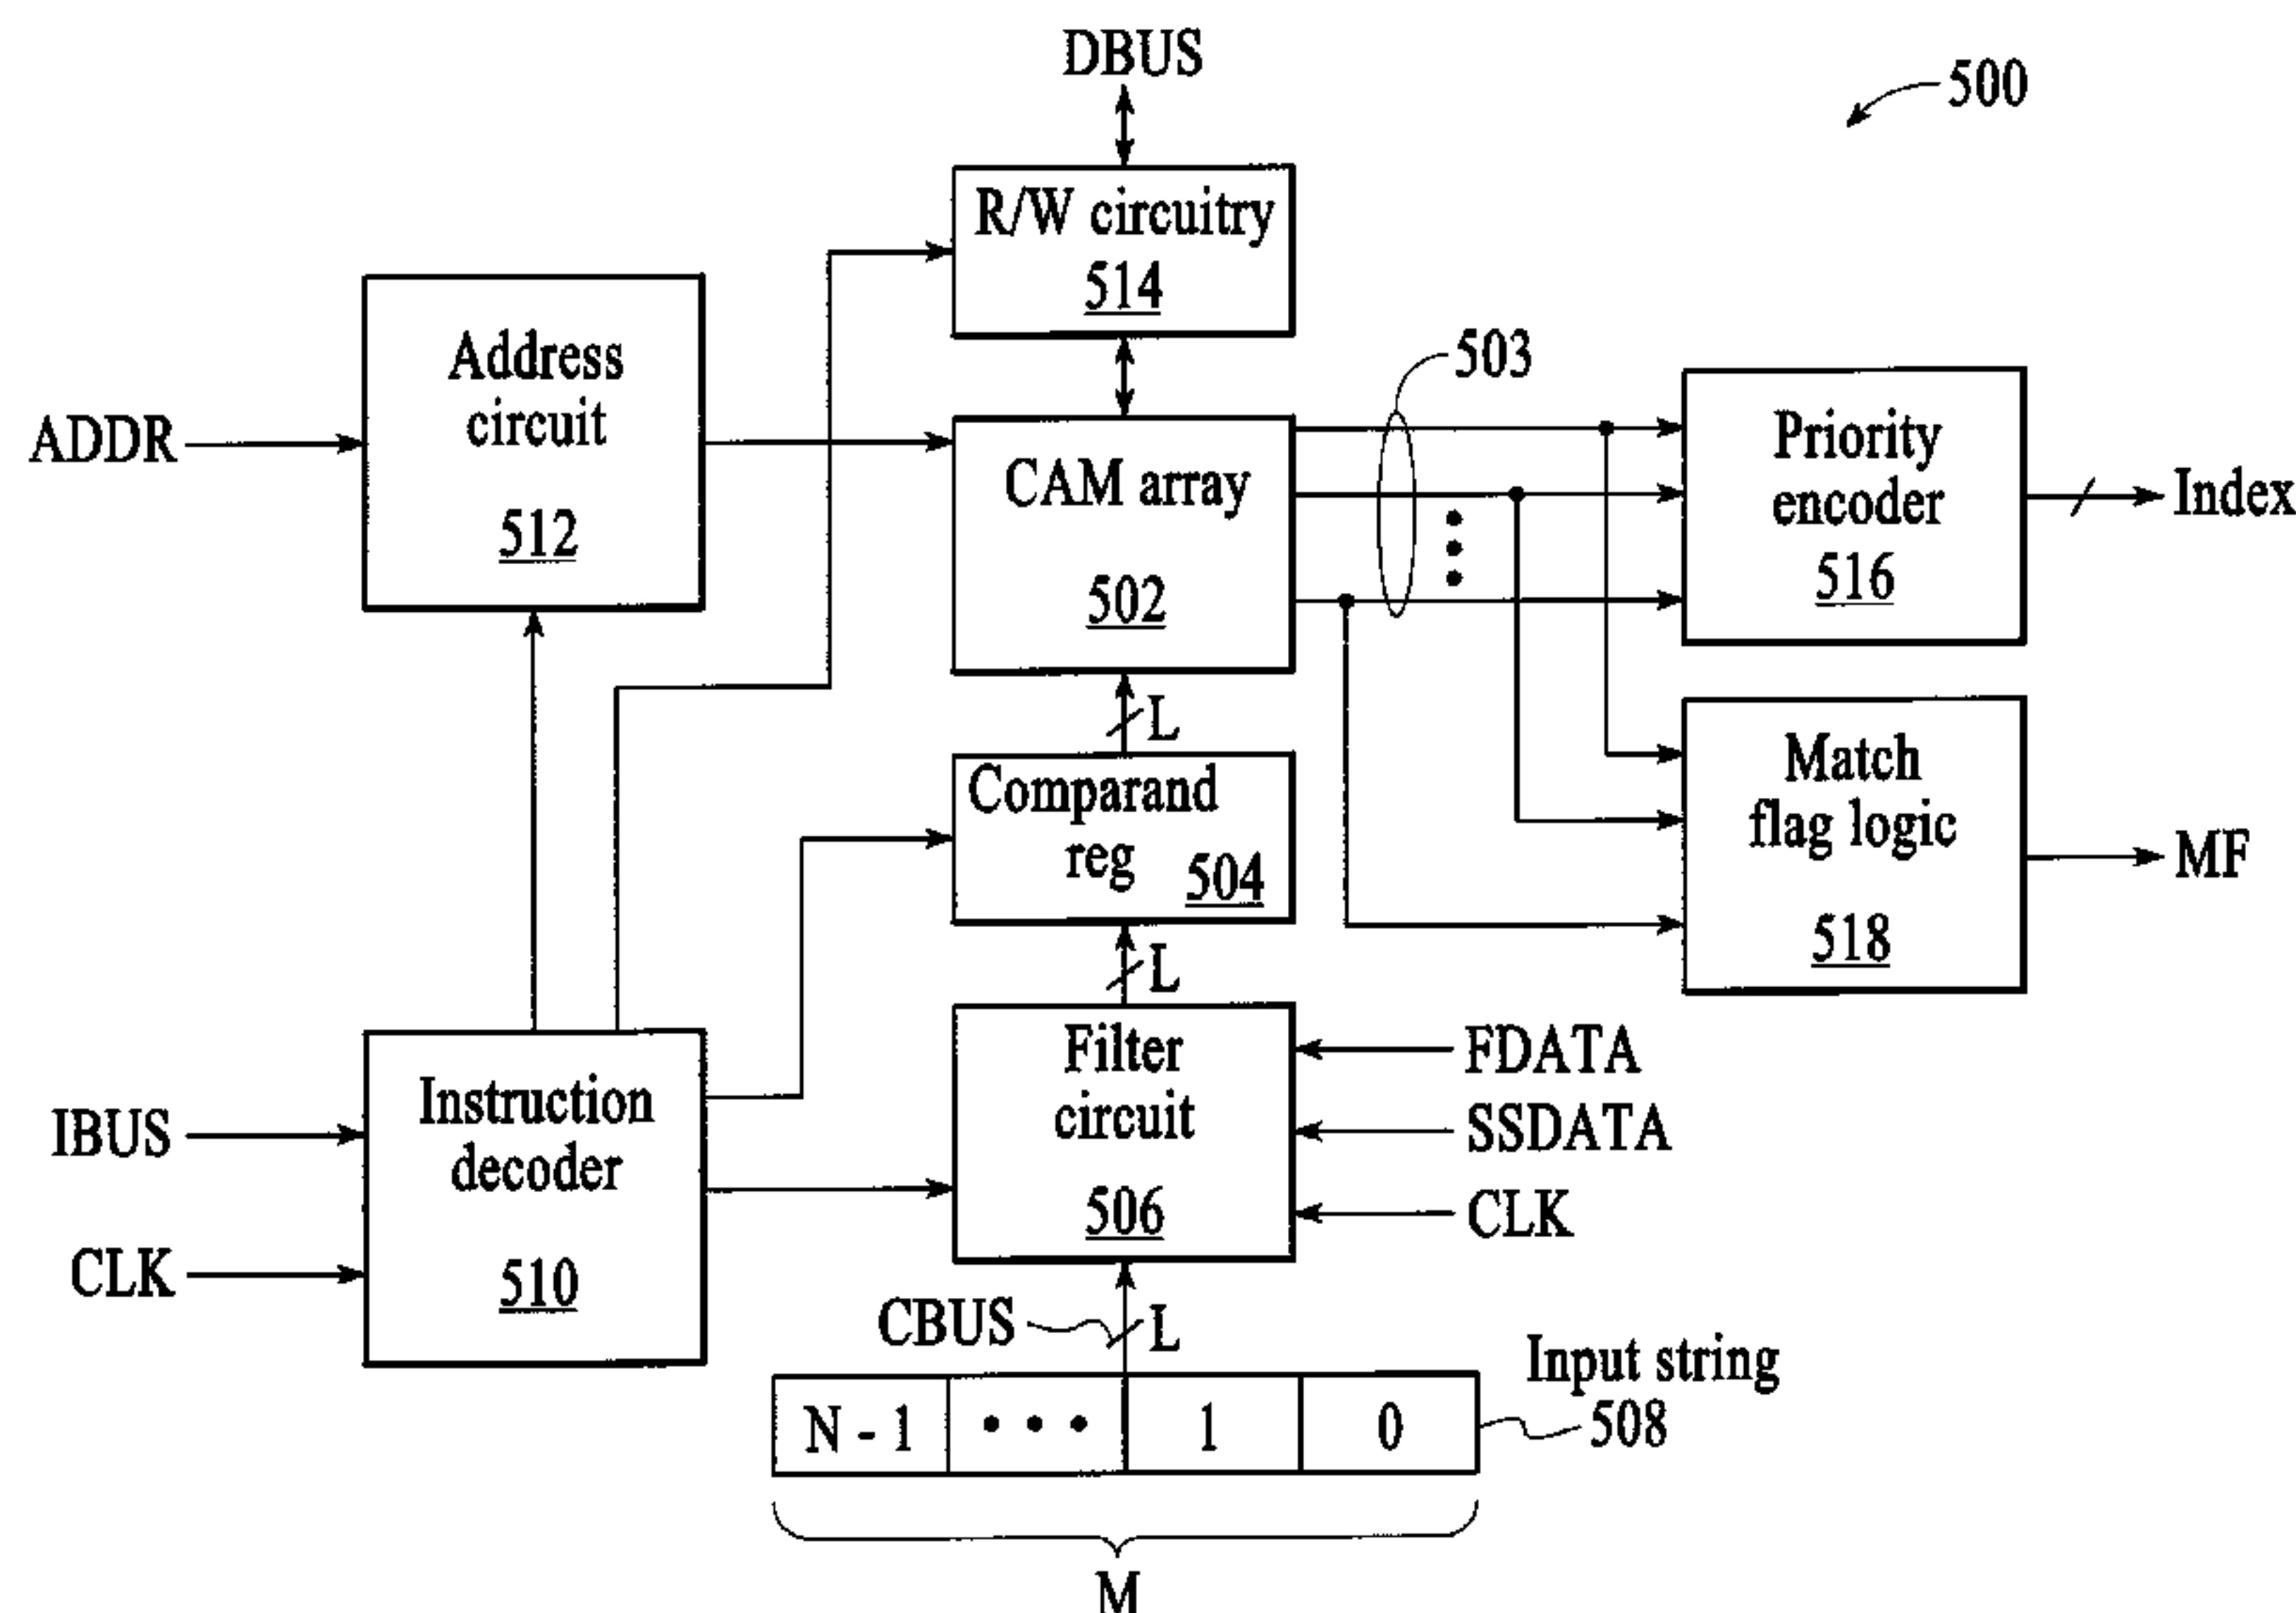 DBUS
500
R/W circuitry
514
Address
circuit
512
ADDR
503
CAM array
502
Priority
encoder
516
Index
L
Comparand
reg
504
Match
flag logic
518
MF
L
Filter
circuit
506
FDATA
SSDATA
CLK
IBUS
CLK
Instruction
decoder
510
CBUS
L
Input string
508
N - 1
1
0
M